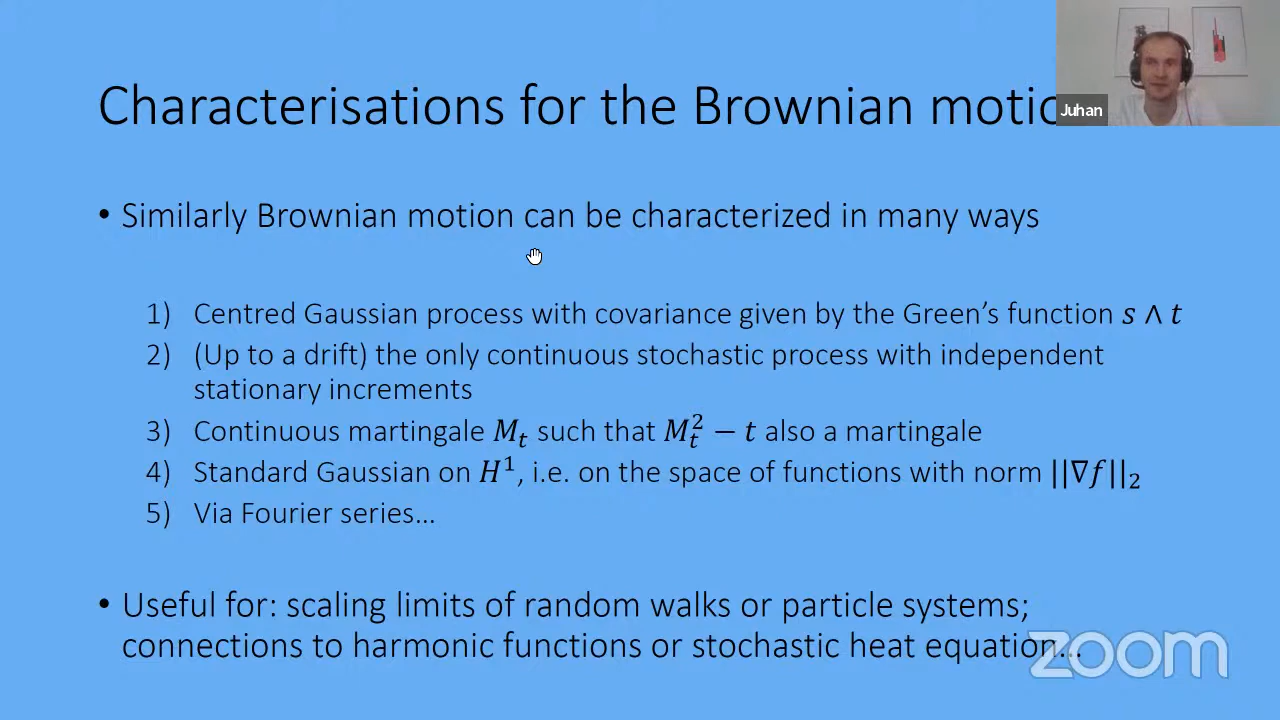 Characterisations for the Brownian motio
Juhan
• Similarly Brownian motion can be characterized in many ways
1) Centred Gaussian process with covariance given by the Green's function s ∧ t
2) (Up to a drift) the only continuous stochastic process with independent
stationary increments
3) Continuous martingale M_t such that M_t^2 − t also a martingale
4) Standard Gaussian on H^1, i.e. on the space of functions with norm ||∇f||_2
5) Via Fourier series…
• Useful for: scaling limits of random walks or particle systems;
connections to harmonic functions or stochastic heat equation…
zoom